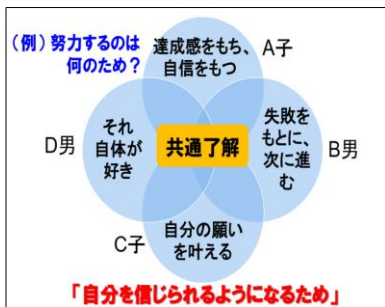 (例)努力するのは
何のため？
達成感をもち、
自信をもつ
A子
D男
それ
自体が
好き
共通了解
失敗を
もとに、
次に進
む
B男
C子
自分の願い
を叶える
「自分を信じられるようになるため」